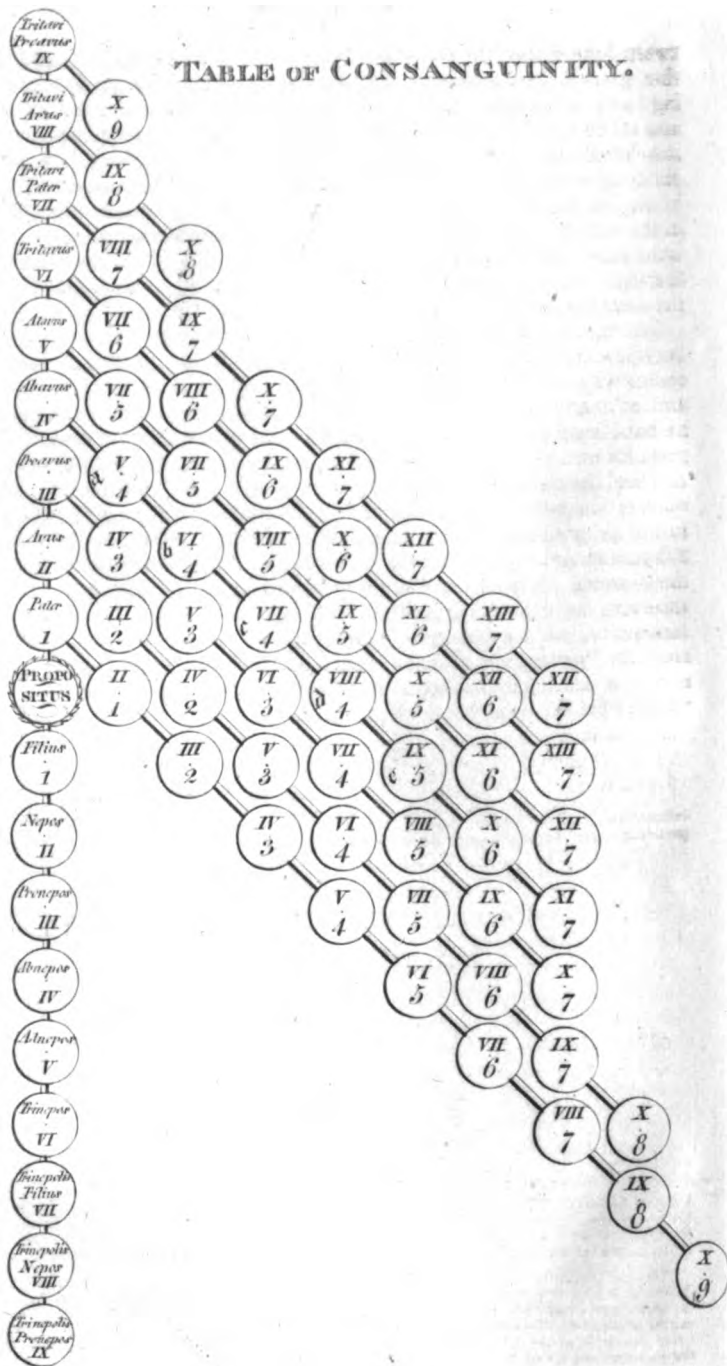 TABLE OF CONSANGUINITY.
Tritavi
Proavus
IX
Tritavi
Avus X
VIII 9
Tritavi
Pater IX
VII 8
Tritavus VIII X
VI 7 8
Atavus VII IX
V 6 7
Abavus VII VIII X
IV 5 6 7
Proavus V VII IX XI
III a 4 5 6 7
Avus IV b VI VIII X XII
II 3 4 5 6 7
Pater III V VII IX XI XIII
1 2 3 c 4 5 6 7
PROPO II IV VI VIII X XII XII
SITUS 1 2 3 d 4 5 6 7
Filius III V VII IX XI XIII
1 2 3 4 e 5 6 7
Nepos IV VI VIII X XII
II 3 4 5 6 7
Pronepos V VII IX XI
III 4 5 6 7
Abnepos VI VIII X
IV 5 6 7
Adnepos VII IX
V 6 7
Trinepos VIII X
VI 7 8
Trinepotis
Filius IX
VII 8
Trinepotis
Nepos X
VIII 9
Trinepotis
Pronepos
IX